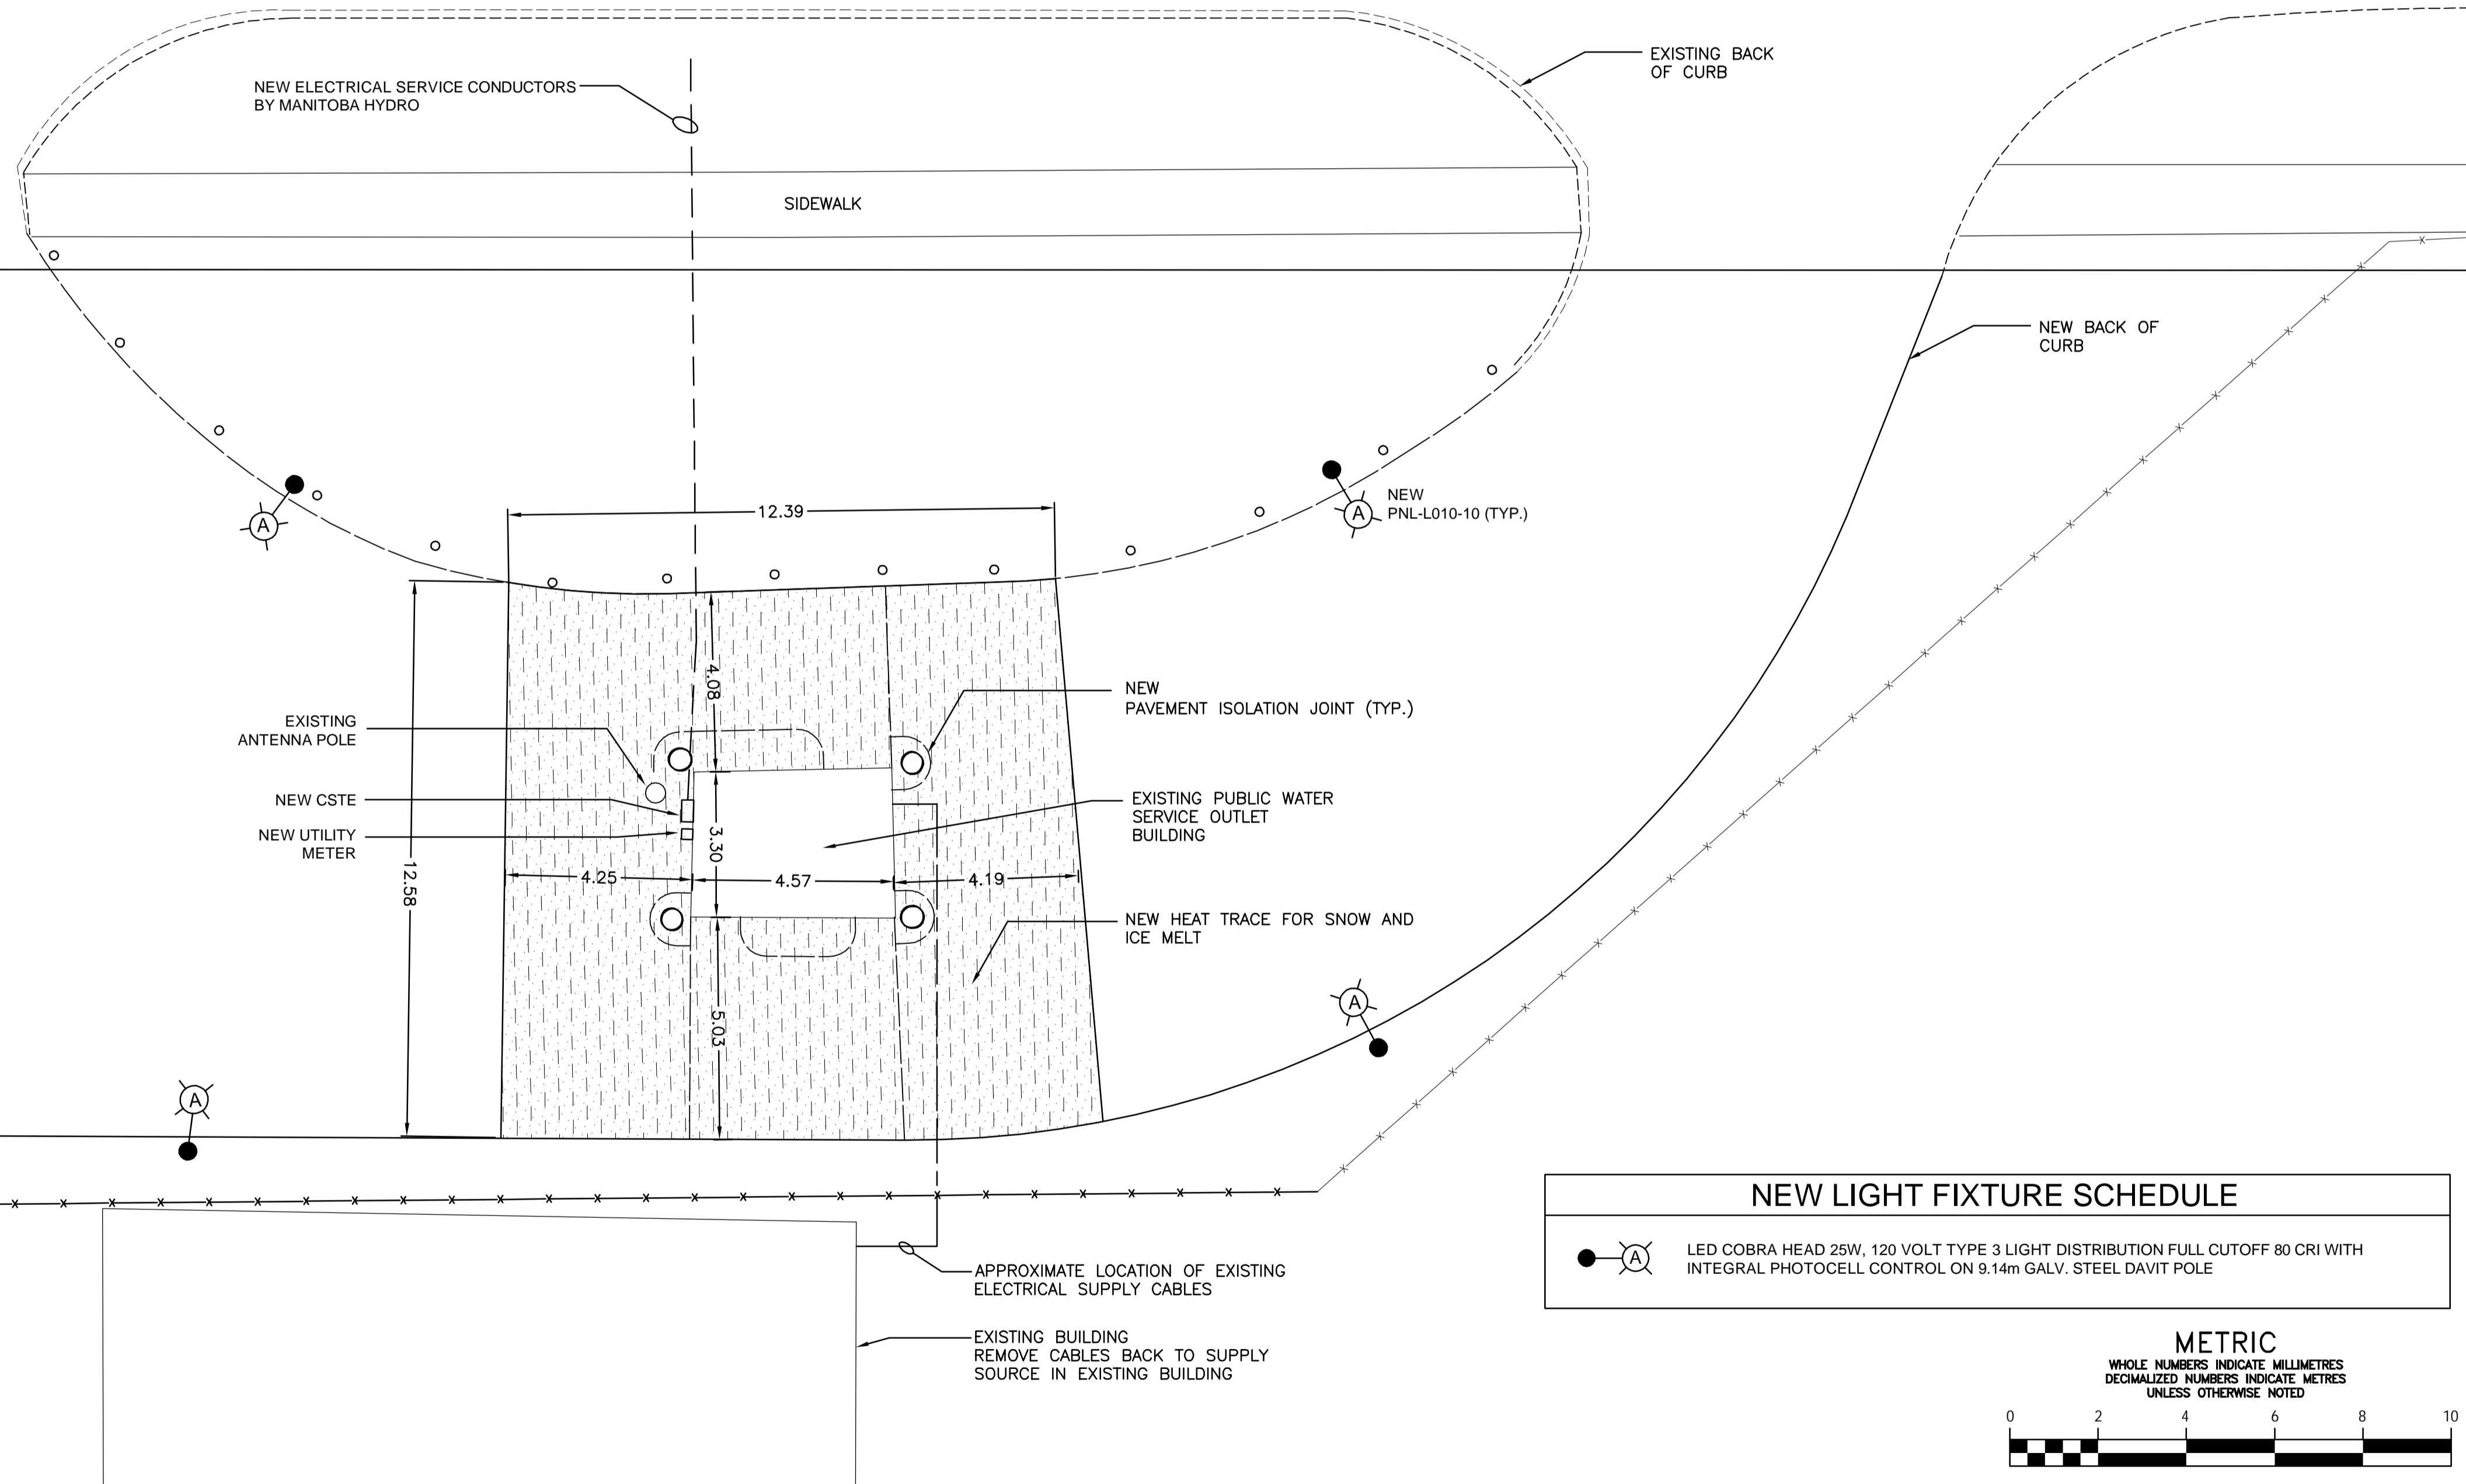 EXISTING BACK
OF CURB
NEW ELECTRICAL SERVICE CONDUCTORS
BY MANITOBA HYDRO
SIDEWALK
NEW BACK OF
CURB
A
A
NEW
PNL-L010-10 (TYP.)
12.39
4.08
NEW
PAVEMENT ISOLATION JOINT (TYP.)
EXISTING
ANTENNA POLE
NEW CSTE
NEW UTILITY
METER
EXISTING PUBLIC WATER
SERVICE OUTLET
BUILDING
3.30
12.58
4.25
4.57
4.19
NEW HEAT TRACE FOR SNOW AND
ICE MELT
5.03
A
A
NEW LIGHT FIXTURE SCHEDULE
A
LED COBRA HEAD 25W, 120 VOLT TYPE 3 LIGHT DISTRIBUTION FULL CUTOFF 80 CRI WITH
INTEGRAL PHOTOCELL CONTROL ON 9.14m GALV. STEEL DAVIT POLE
APPROXIMATE LOCATION OF EXISTING
ELECTRICAL SUPPLY CABLES
EXISTING BUILDING
REMOVE CABLES BACK TO SUPPLY
SOURCE IN EXISTING BUILDING
METRIC
WHOLE NUMBERS INDICATE MILLIMETRES
DECIMALIZED NUMBERS INDICATE METRES
UNLESS OTHERWISE NOTED
0 2 4 6 8 10